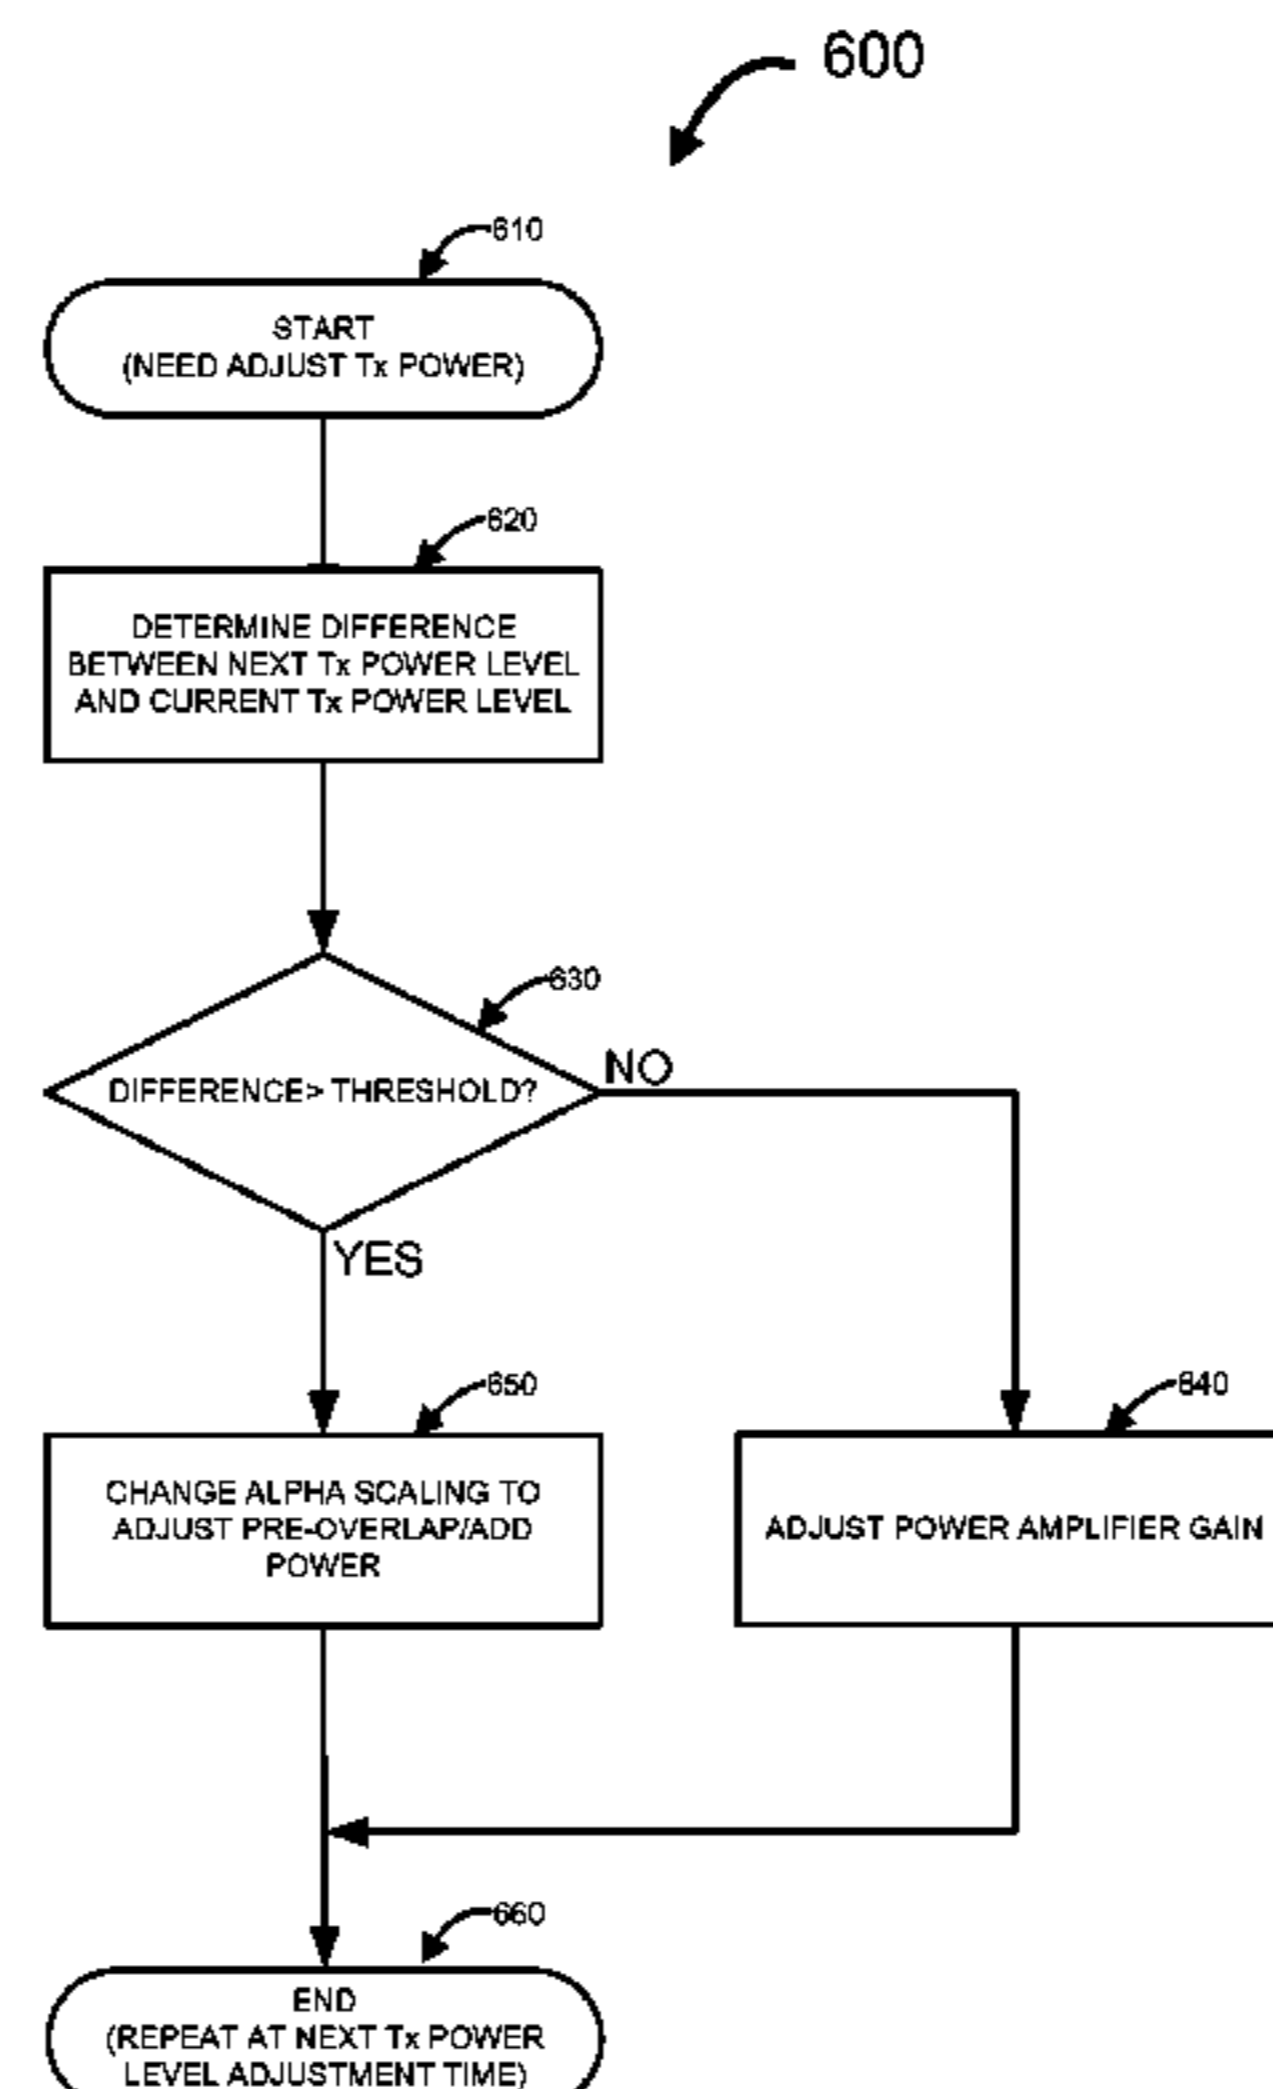 600
610
START
(NEED ADJUST Tx POWER)
620
DETERMINE DIFFERENCE
BETWEEN NEXT Tx POWER LEVEL
AND CURRENT Tx POWER LEVEL
630
DIFFERENCE> THRESHOLD?
NO
YES
650
CHANGE ALPHA SCALING TO
ADJUST PRE-OVERLAP/ADD
POWER
640
ADJUST POWER AMPLIFIER GAIN
660
END
(REPEAT AT NEXT Tx POWER
LEVEL ADJUSTMENT TIME)